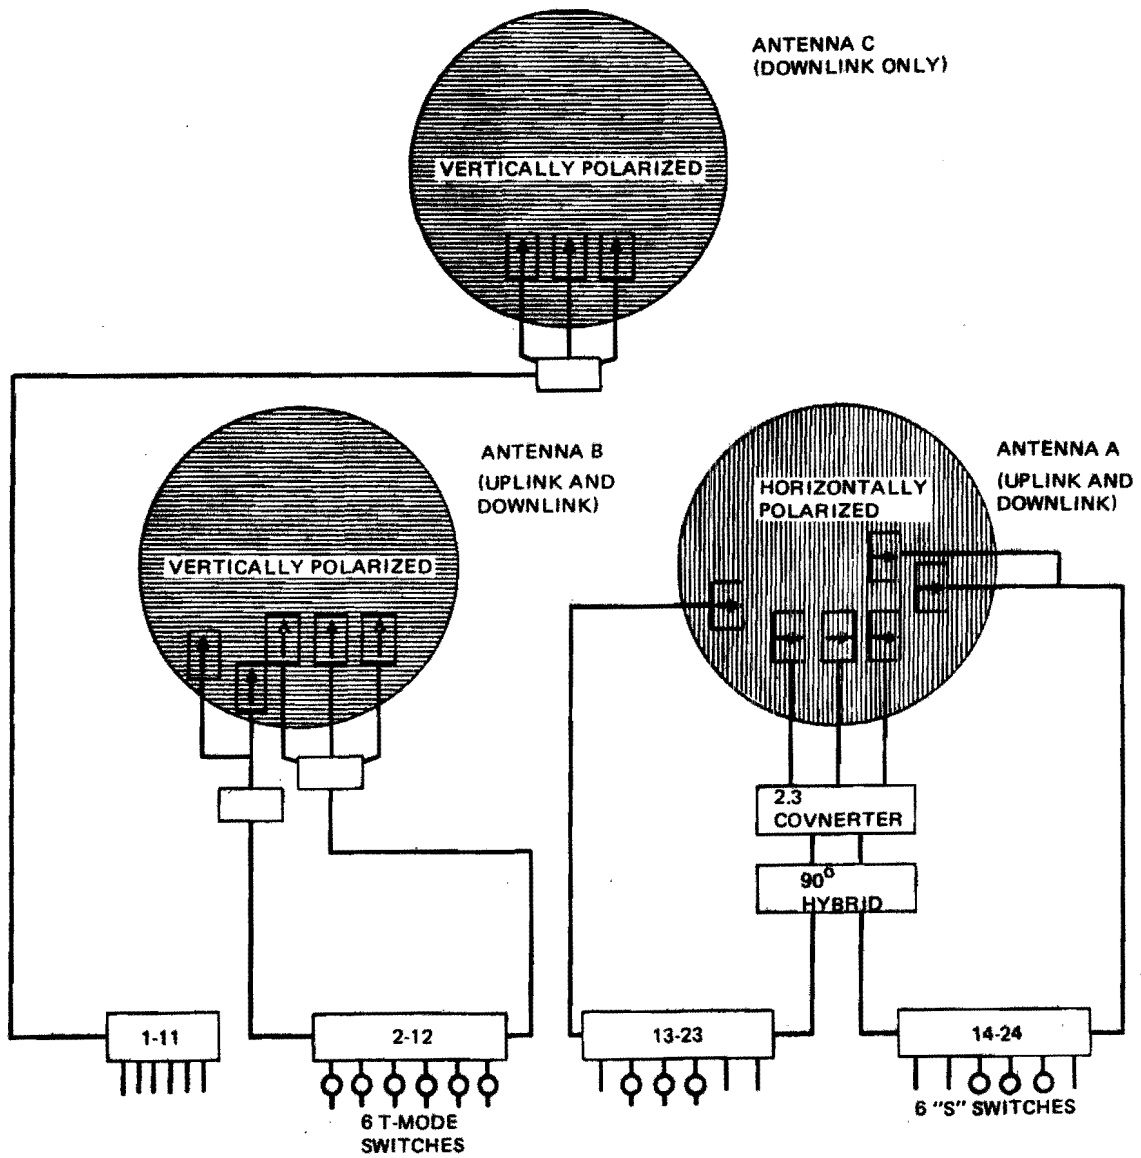 ANTENNA C
(DOWNLINK ONLY)
VERTICALLY POLARIZED
ANTENNA B
(UPLINK AND
DOWNLINK)
VERTICALLY POLARIZED
ANTENNA A
(UPLINK AND
DOWNLINK)
HORIZONTALLY
POLARIZED
2.3
COVNERTER
90°
HYBRID
1-11
2-12
13-23
14-24
6 T-MODE
SWITCHES
6 "S" SWITCHES